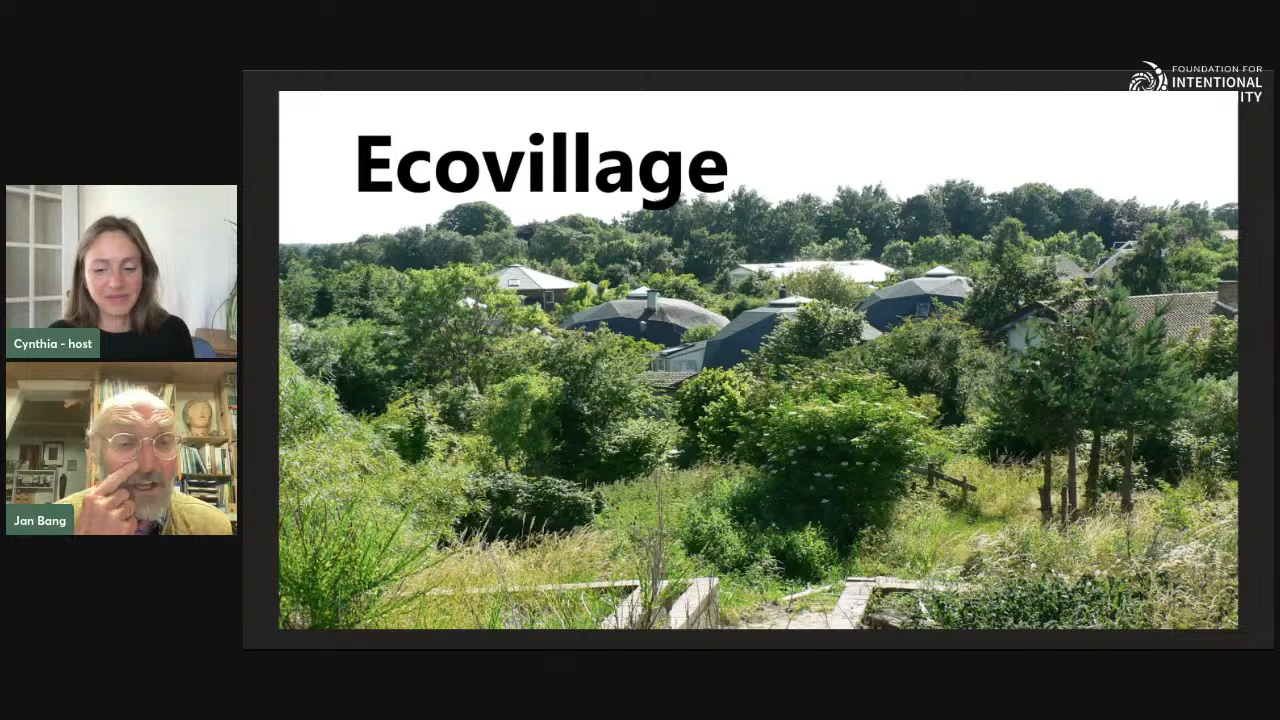 FOUNDATION FOR
INTENTIONAL
ITY
Ecovillage
Cynthia - host
Jan Bang